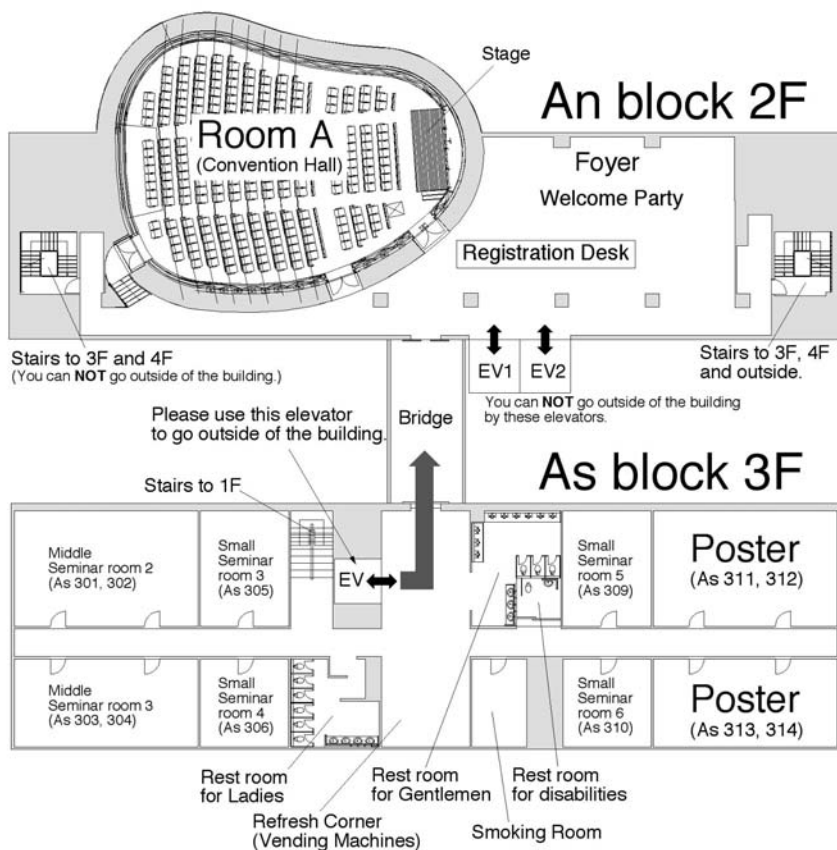 Stage
An block 2F
Room A
(Convention Hall)
Foyer
Welcome Party
Registration Desk
Stairs to 3F and 4F
(You can NOT go outside of the building.)
EV1
EV2
Stairs to 3F, 4F
and outside.
You can NOT go outside of the building
by these elevators.
Please use this elevator
to go outside of the building.
Bridge
As block 3F
Stairs to 1F
Middle
Seminar room 2
(As 301, 302)
Small
Seminar
room 3
(As 305)
EV
Small
Seminar
room 5
(As 309)
Poster
(As 311, 312)
Middle
Seminar room 3
(As 303, 304)
Small
Seminar
room 4
(As 306)
Small
Seminar
room 6
(As 310)
Poster
(As 313, 314)
Rest room
for Ladies
Refresh Corner
(Vending Machines)
Rest room
for Gentlemen
Smoking Room
Rest room
for disabilities